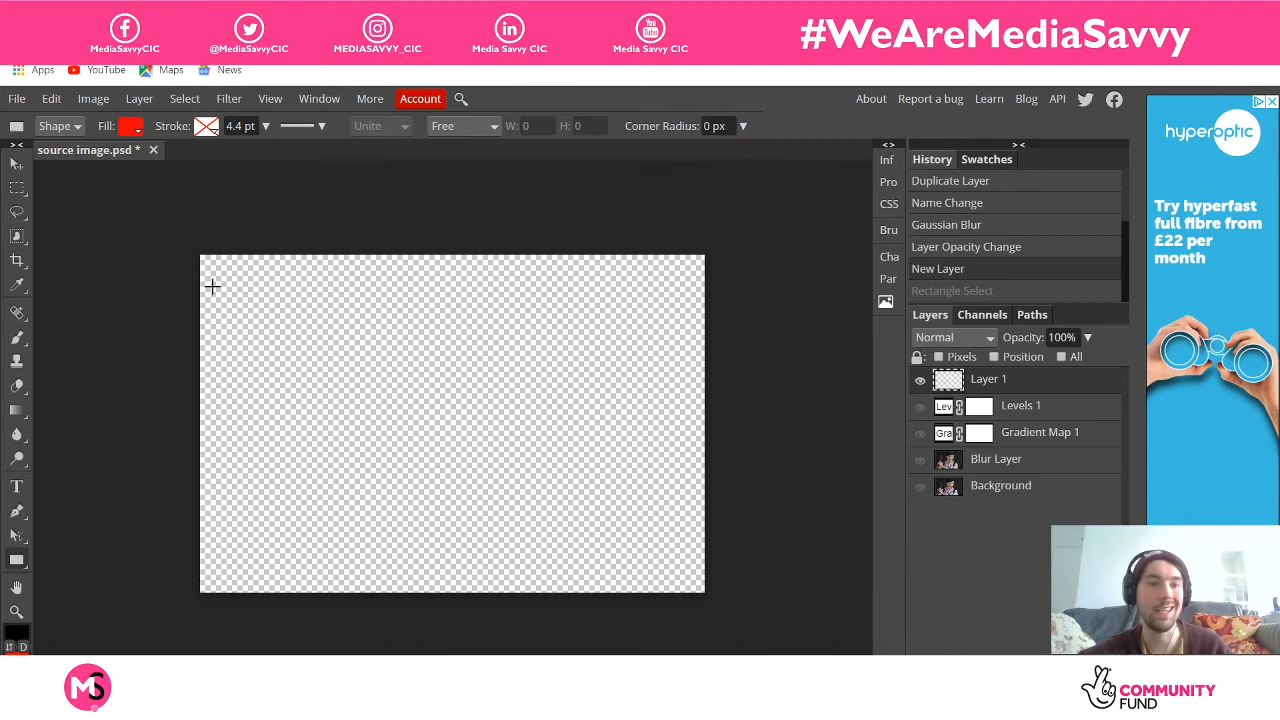 MediaSavvyCIC
@MediaSavvyCIC
MEDIASAVVY_CIC
Media Savvy CIC
You
Tube
Media Savvy CIC
#WeAreMediaSavvy
Apps YouTube Maps News
File Edit Image Layer Select Filter View Window More Account
About Report a bug Learn Blog API
Shape Fill: Stroke: 4.4 pt Unite Free W: 0 H: 0 Corner Radius: 0 px
source image.psd *
Inf
Pro
CSS
Bru
Cha
Par
History Swatches
Duplicate Layer
Name Change
Gaussian Blur
Layer Opacity Change
New Layer
Rectangle Select
Layers Channels Paths
Normal Opacity: 100%
Pixels Position All
Layer 1
Lev Levels 1
Gra Gradient Map 1
Blur Layer
Background
T
D
hyperoptic
Try hyperfast
full fibre from
£22 per
month
MS
COMMUNITY
FUND